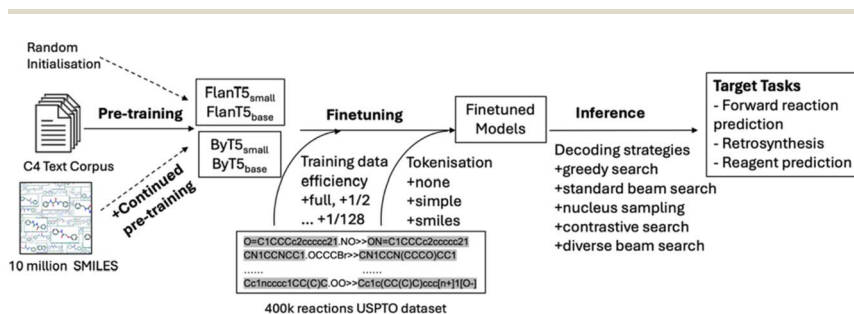 Random
Initialisation
C4 Text Corpus
10 million SMILES
Pre-training
+Continued
pre-training
FlanT5small
FlanT5base
ByT5small
ByT5base
Finetuning
Training data
efficiency
+full, +1/2
... +1/128
Tokenisation
+none
+simple
+smiles
O=C1CCCc2ccccc21.NO>>ON=C1CCCc2ccccc21
CN1CCNCC1.OCCCBr>>CN1CCN(CCCO)CC1
...... ......
Cc1ncccc1CC(C)C.OO>>Cc1c(CC(C)C)ccc[n+]1[O-]
400k reactions USPTO dataset
Finetuned
Models
Inference
Decoding strategies
+greedy search
+standard beam search
+nucleus sampling
+contrastive search
+diverse beam search
Target Tasks
- Forward reaction
prediction
- Retrosynthesis
- Reagent prediction